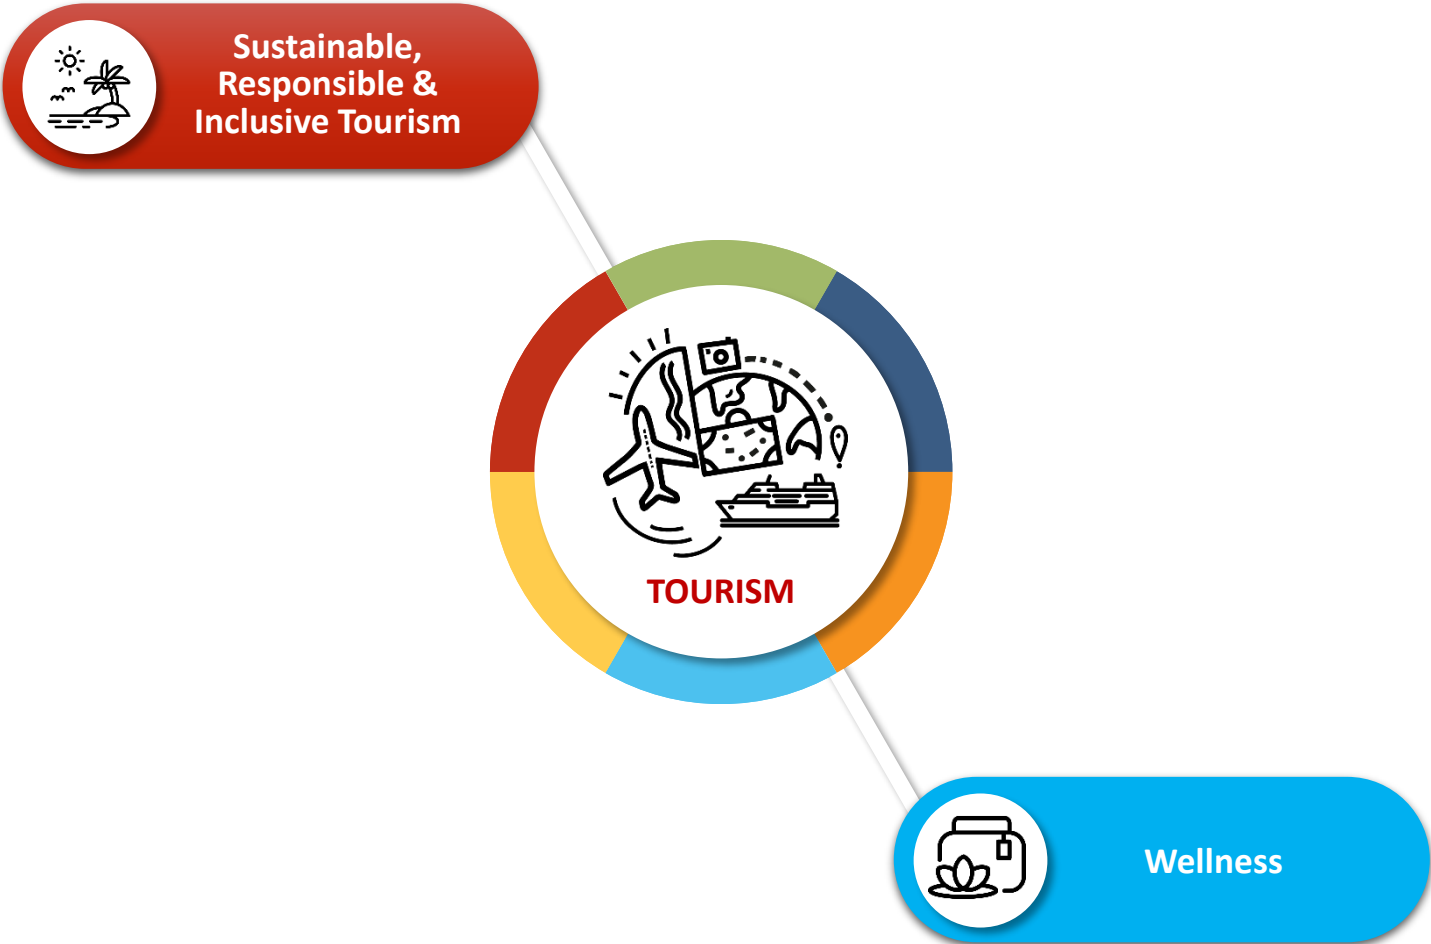 Sustainable,
Responsible &
Inclusive Tourism
TOURISM
Wellness